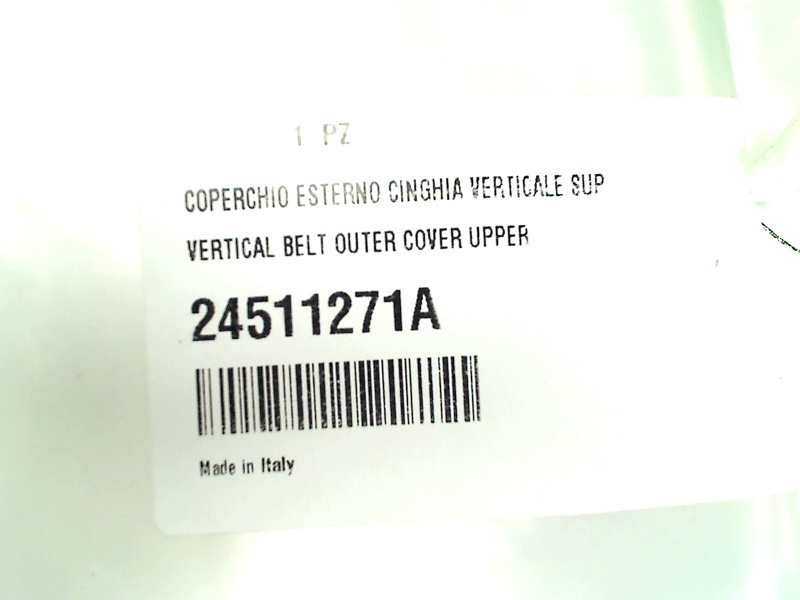 1 PZ
COPERCHIO ESTERNO CINGHIA VERTICALE SUP
VERTICAL BELT OUTER COVER UPPER
24511271A
Made in Italy